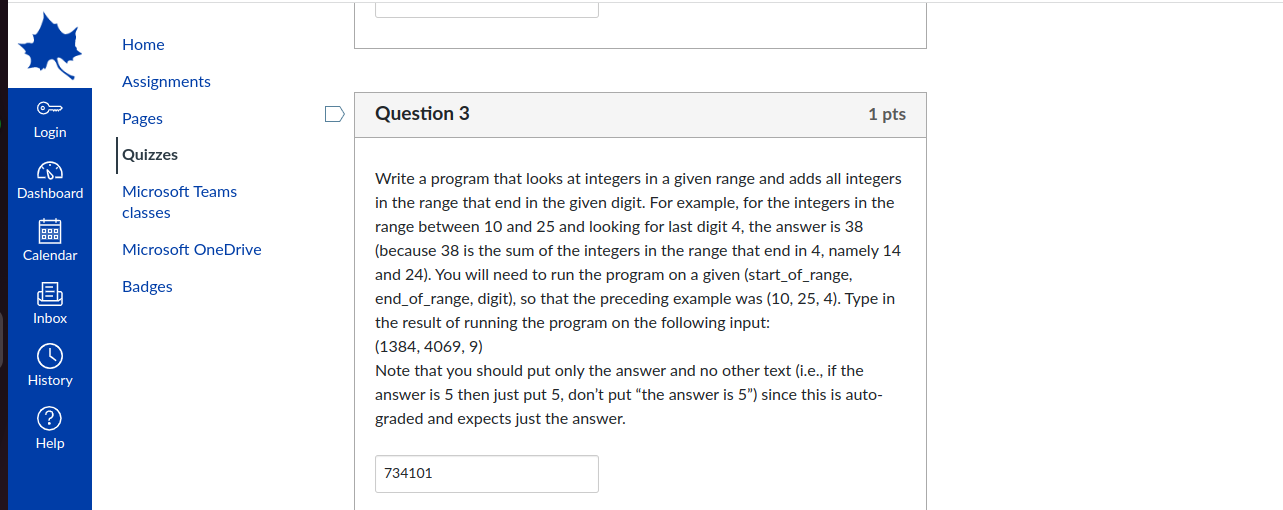 Login
Dashboard
Calendar
Inbox
History
Help
Home
Assignments
Pages
Quizzes
Microsoft Teams
classes
Microsoft OneDrive
Badges
Question 3
1 pts
Write a program that looks at integers in a given range and adds all integers
in the range that end in the given digit. For example, for the integers in the
range between 10 and 25 and looking for last digit 4, the answer is 38
(because 38 is the sum of the integers in the range that end in 4, namely 14
and 24). You will need to run the program on a given (start_of_range,
end_of_range, digit), so that the preceding example was (10, 25, 4). Type in
the result of running the program on the following input:
(1384, 4069, 9)
Note that you should put only the answer and no other text (i.e., if the
answer is 5 then just put 5, don’t put “the answer is 5”) since this is auto-
graded and expects just the answer.
734101